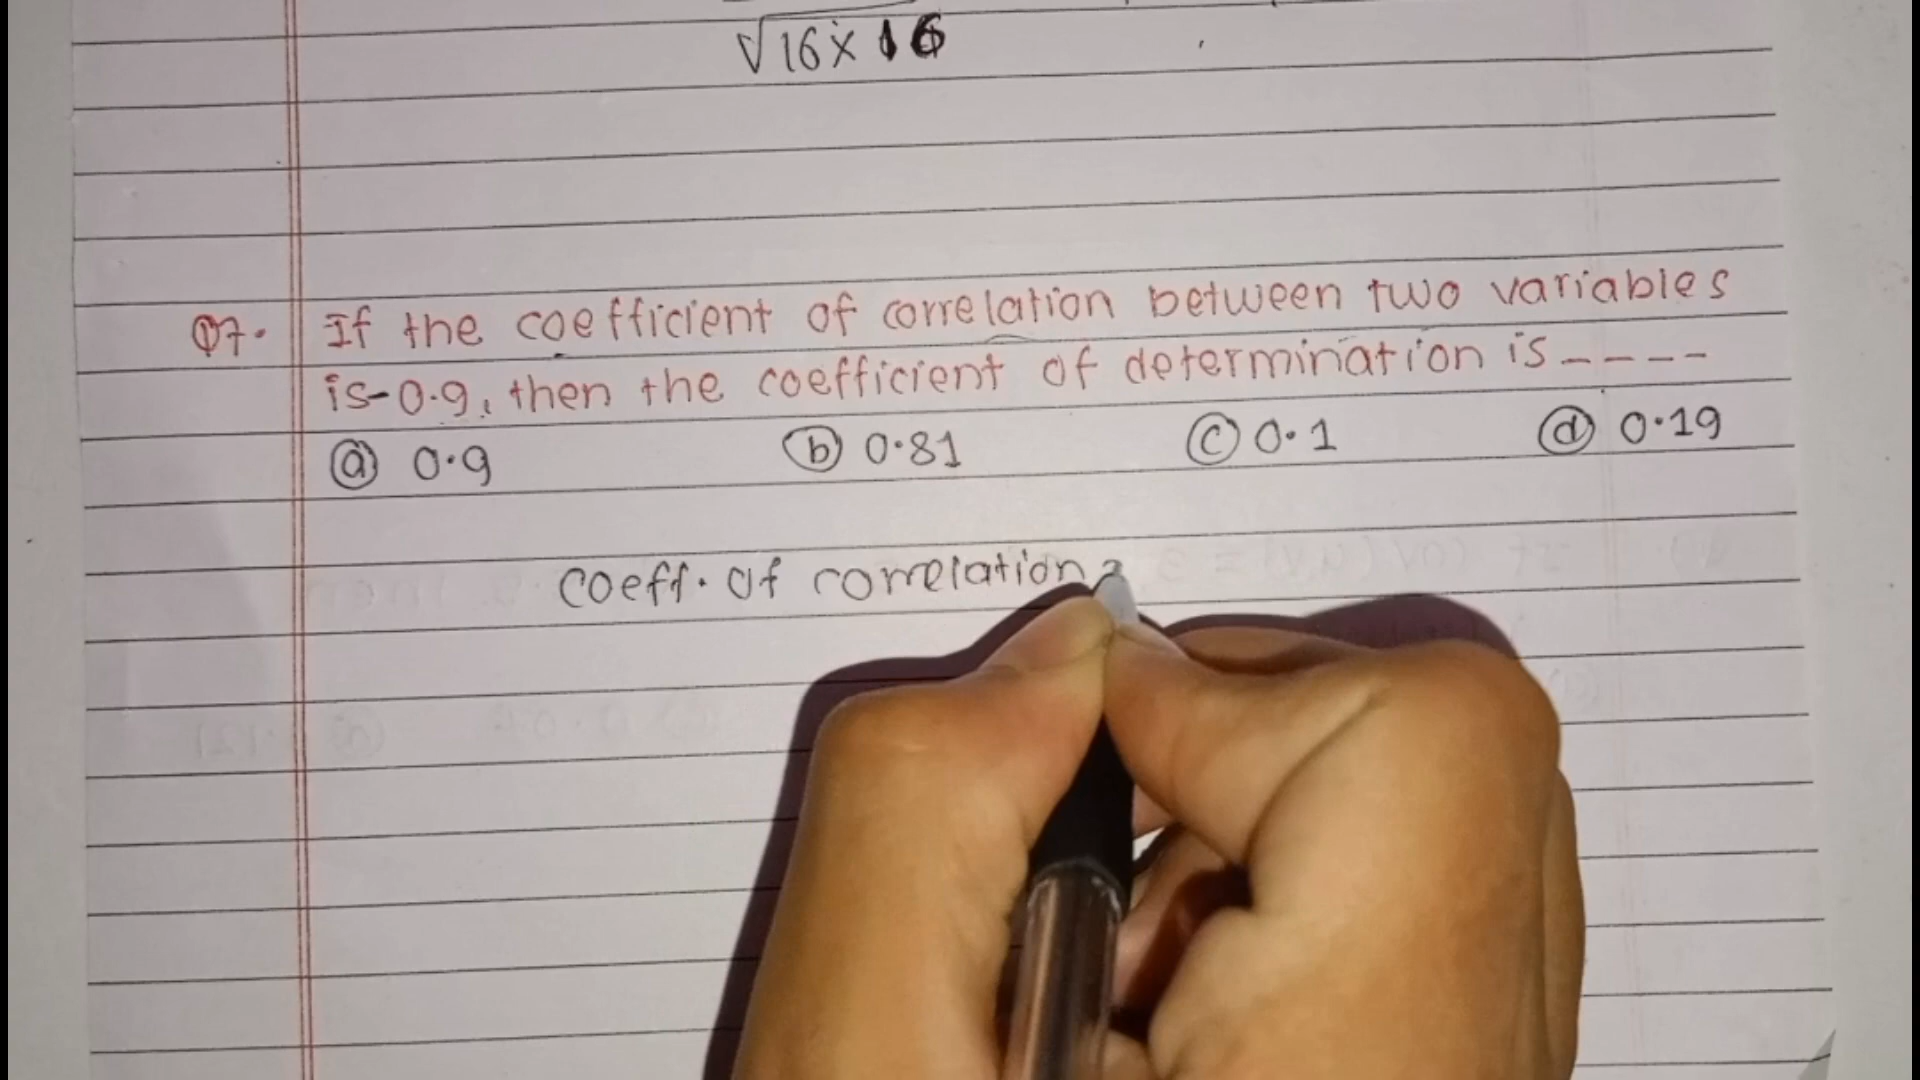 √16× 16
Q7. If the coefficient of correlation between two variables
is -0.9, then the coefficient of determination is ----
(a) 0.9 (b) 0.81 (c) 0.1 (d) 0.19
coeff. of correlation